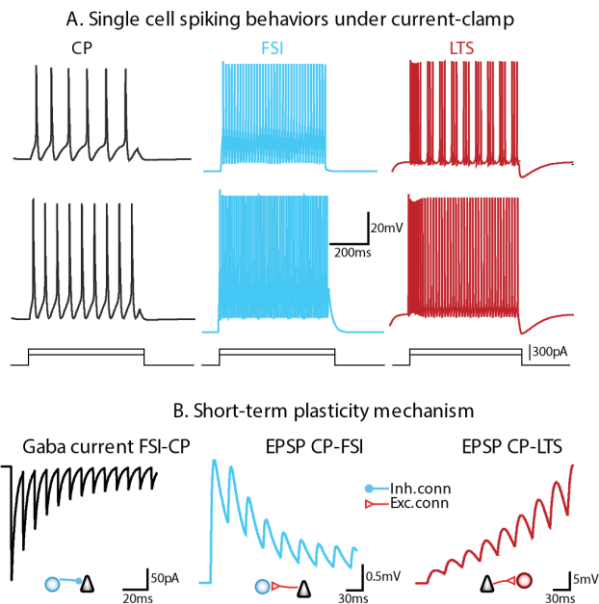 A. Single cell spiking behaviors under current-clamp
CP FSI LTS
20mV
200ms
300pA
B. Short-term plasticity mechanism
Gaba current FSI-CP EPSP CP-FSI EPSP CP-LTS
Inh.conn
Exc.conn
50pA 0.5mV 5mV
20ms 30ms 30ms